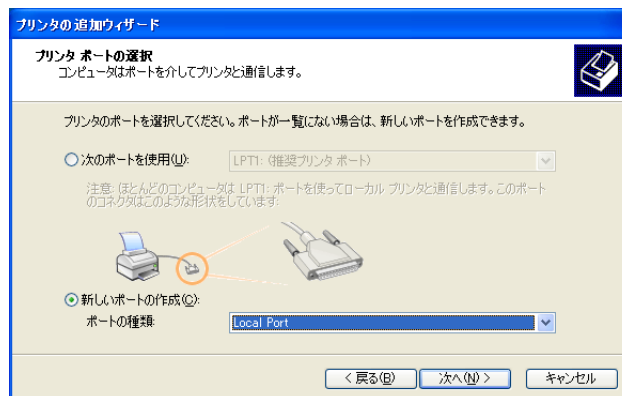 プリンタの追加ウィザード
プリンタ ポートの選択
コンピュータはポートを介してプリンタと通信します。
プリンタのポートを選択してください。ポートが一覧にない場合は、新しいポートを作成できます。
次のポートを使用(U): LPT1: (推奨プリンタ ポート)
注意: ほとんどのコンピュータは LPT1: ポートを使ってローカル プリンタと通信します。このポート
のコネクタはこのような形状をしています:
新しいポートの作成(C):
ポートの種類: Local Port
< 戻る(B) 次へ(N) > キャンセル